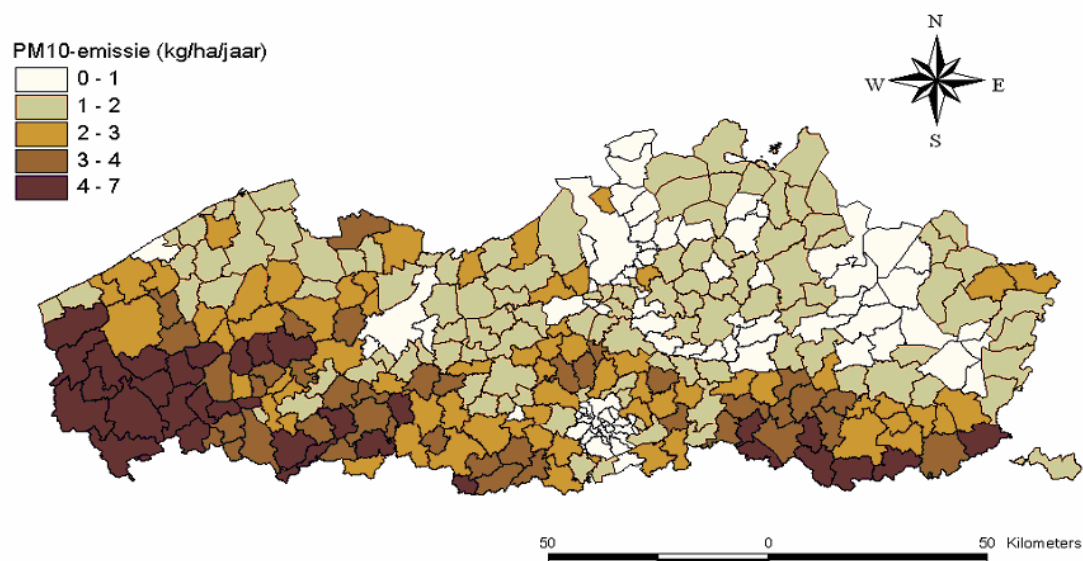 N
PM10-emissie (kg/ha/jaar)
0 - 1
W E
1 - 2
2 - 3
S
3 - 4
4 - 7
50 0 50 Kilometers